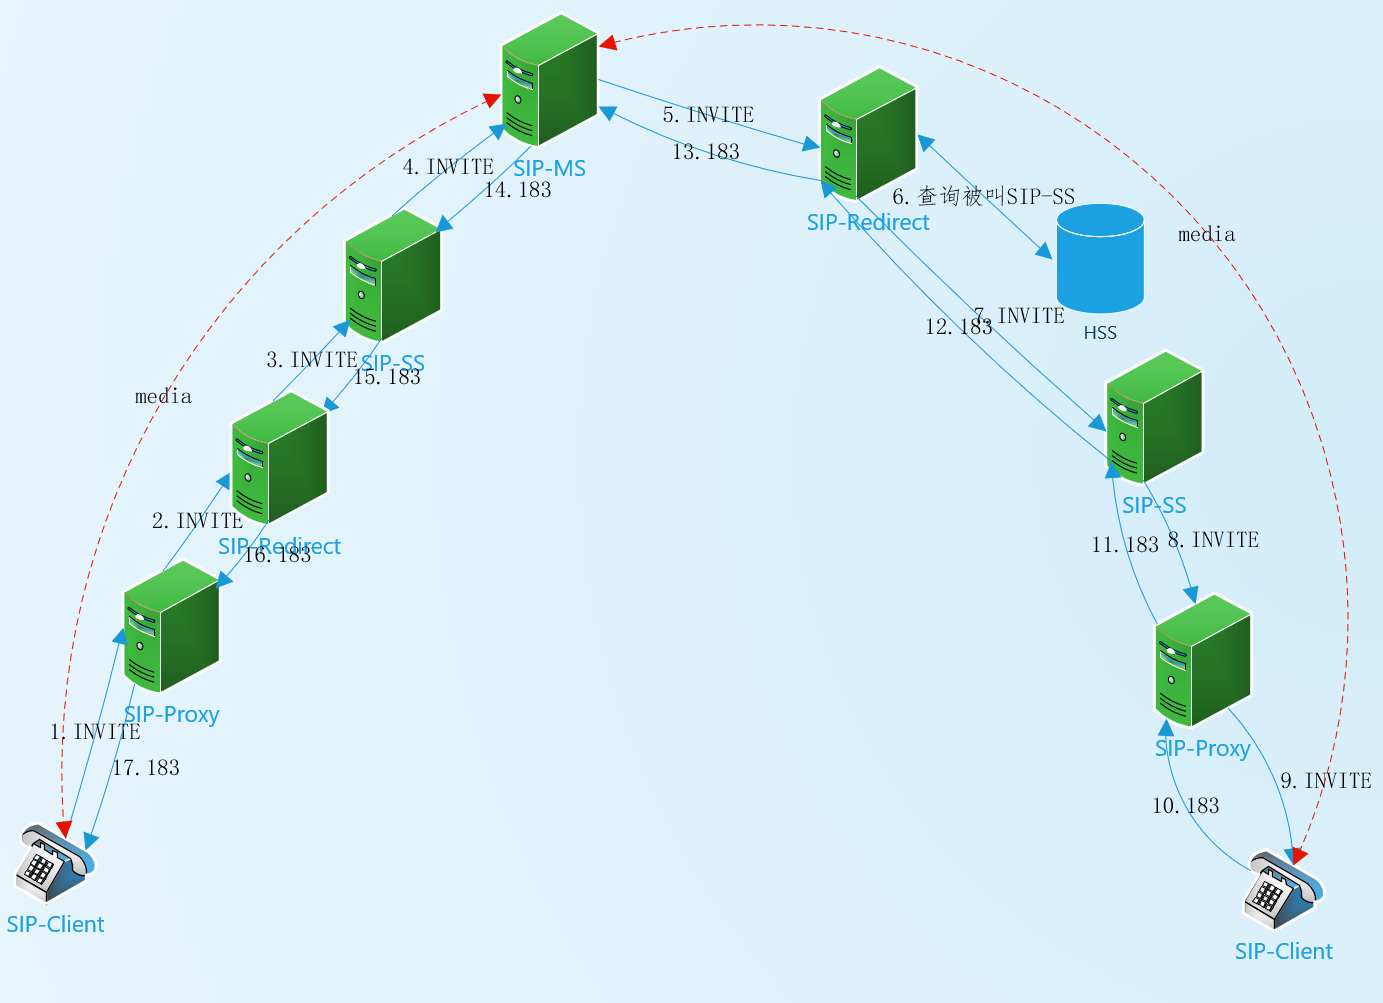 5.INVITE
13.183
4.INVITE
SIP-MS
14.183
6.查询被叫SIP-SS
SIP-Redirect
media
7.INVITE
12.183
HSS
3.INVITE
SIP-SS
15.183
media
SIP-SS
2.INVITE
SIP-Redirect
16.183
11.183
8.INVITE
SIP-Proxy
1.INVITE
17.183
SIP-Proxy
9.INVITE
10.183
SIP-Client
SIP-Client